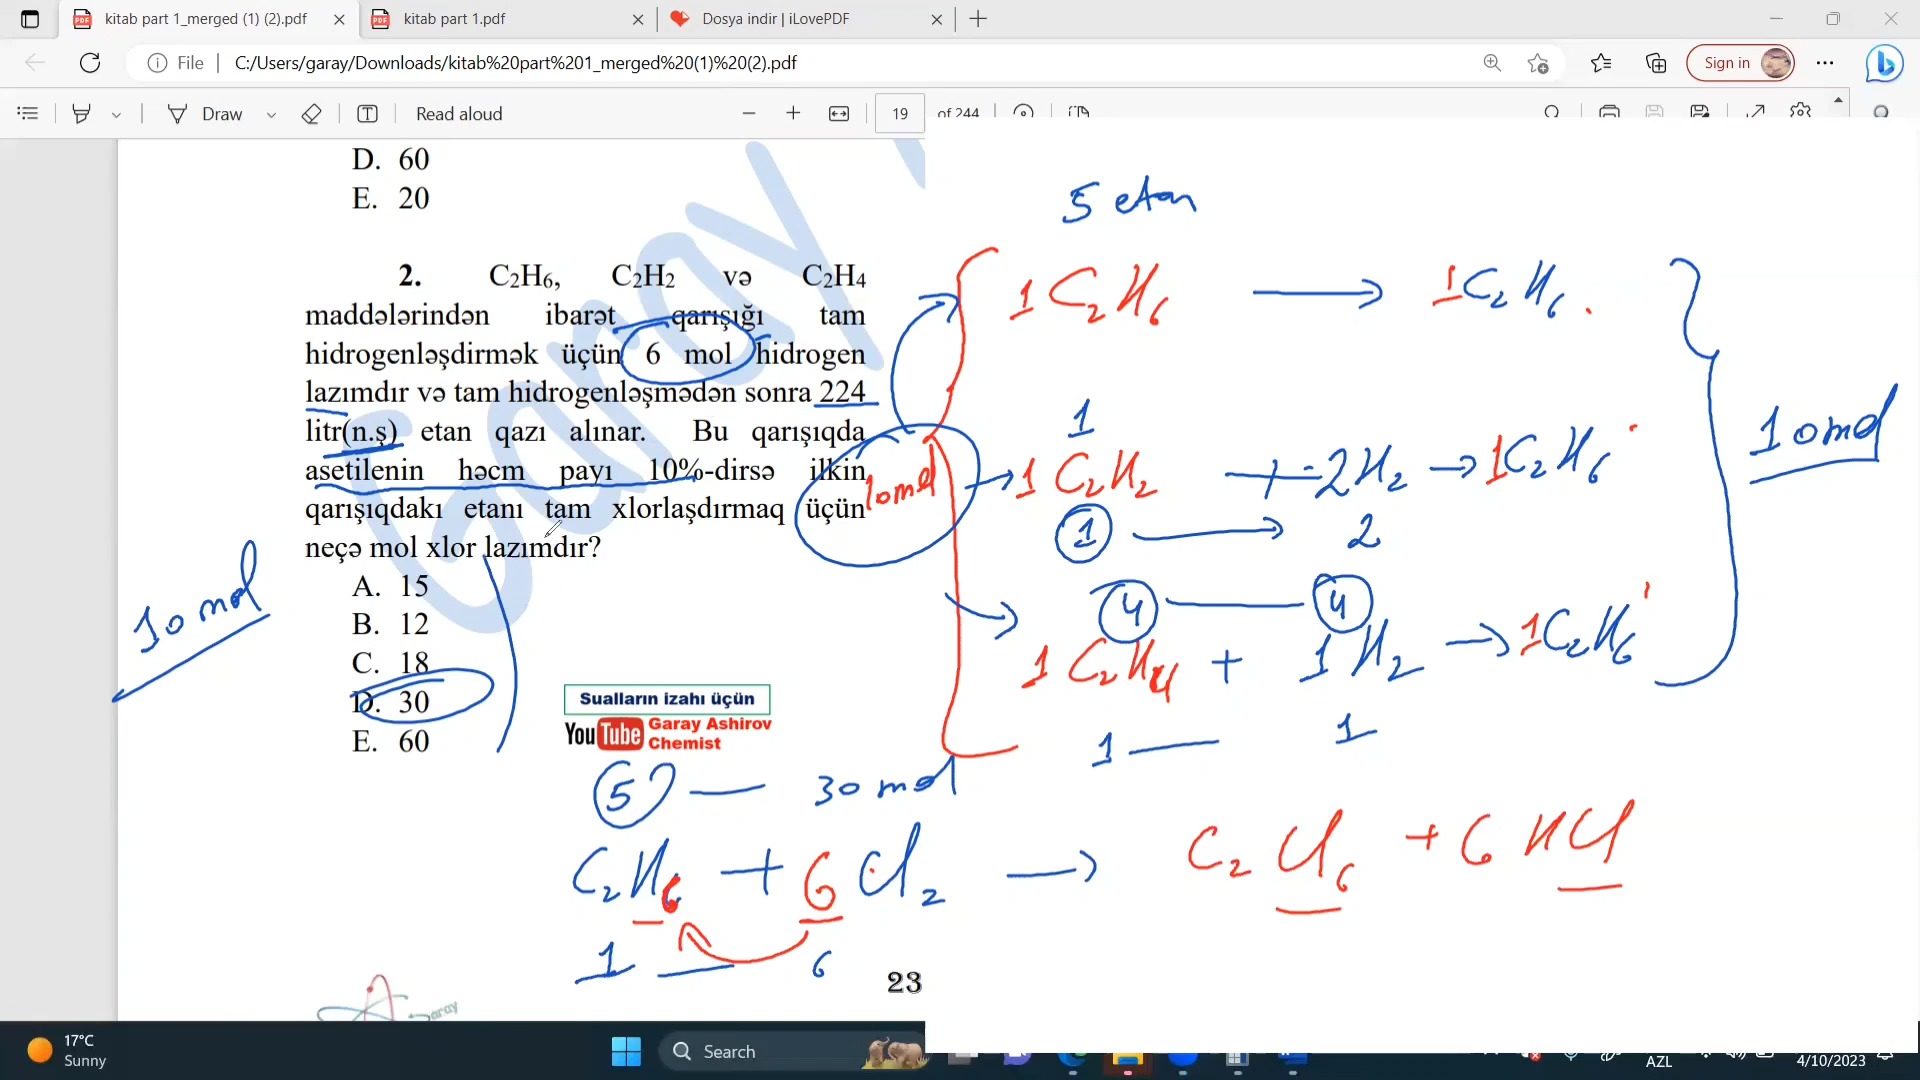 kitab part 1_merged (1) (2).pdf
kitab part 1.pdf
Dosya indir | iLovePDF
File
C:/Users/garay/Downloads/kitab%20part%201_merged%20(1)%20(2).pdf
Sign in
Draw
Read aloud
19
of 244
D. 60
E. 20
2. C2H6, C2H2 və C2H4
maddələrindən ibarət qarışığı tam
hidrogenləşdirmək üçün 6 mol hidrogen
lazımdır və tam hidrogenləşmədən sonra 224
litr(n.ş) etan qazı alınar. Bu qarışıqda
asetilenin həcm payı 10%-dirsə ilkin
qarışıqdakı etanı tam xlorlaşdırmaq üçün
neçə mol xlor lazımdır?
A. 15
B. 12
C. 18
D. 30
E. 60
10 mol
Sualların izahı üçün
YouTube Garay Ashirov
Chemist
5 etan
1 C2H6 → 1C2H6
1
10 mol
1 C2H2 + 2H2 → 1C2H6
10 mol
1 2
4 4
1 C2H4 + 1H2 → 1C2H6
1 1
5 — 30 mol
C2H6 + 6Cl2 → C2Cl6 + 6HCl
1 — 6
23
Garay
Garay
17°C
Sunny
Search
AZL
4/10/2023